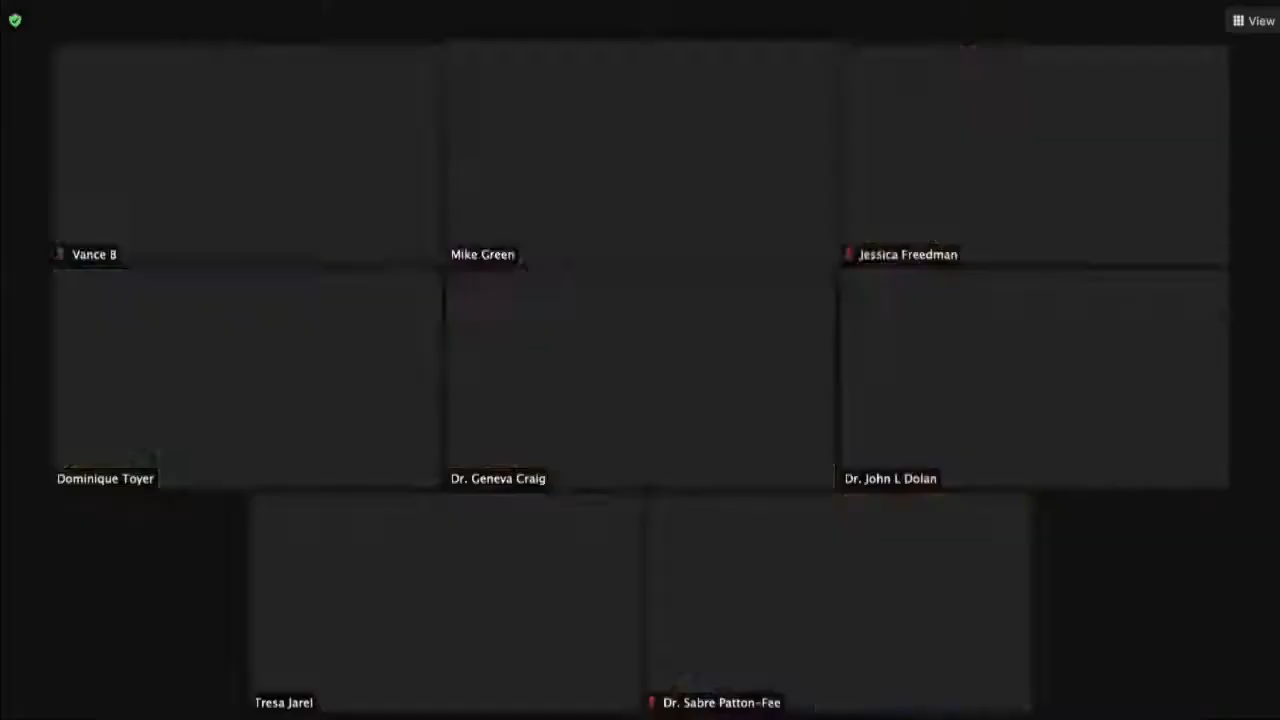 View
Vance B
Mike Green
Jessica Freedman
Dominique Toyer
Dr. Geneva Craig
Dr. John L Dolan
Tresa Jarel
Dr. Sabre Patton-Fee